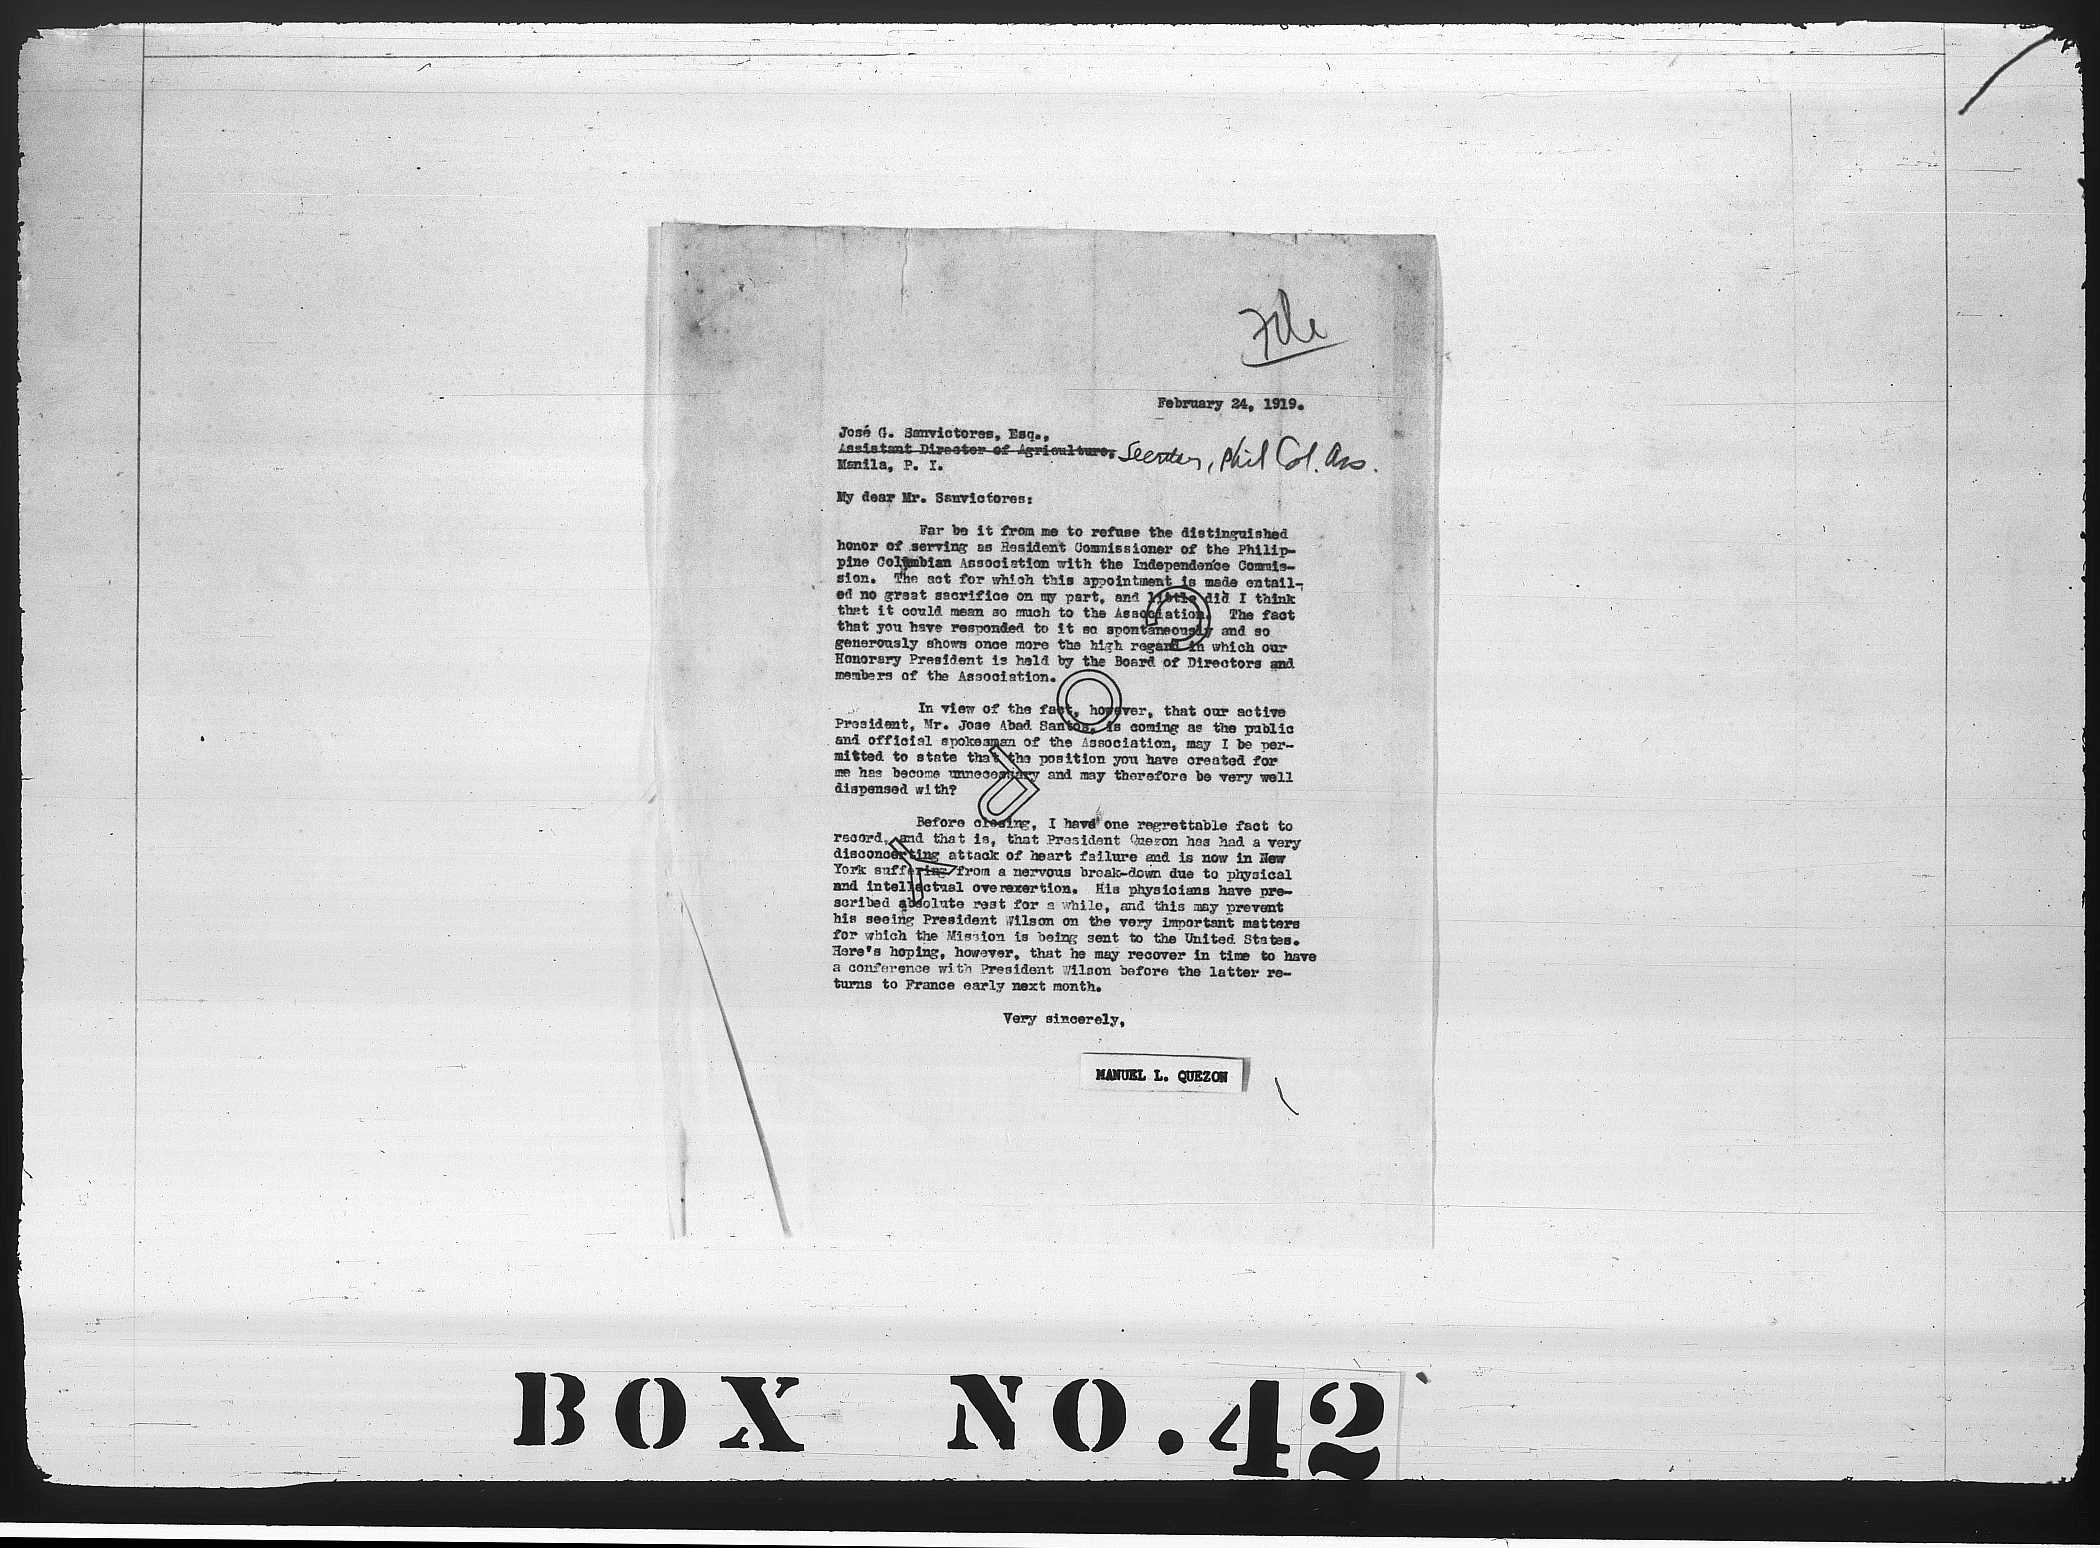 File
February 24, 1919.
José G. Sanvictores, Esq.,
Assistant Director of Agriculture, Secretary, Phil Col. Ass.
Manila, P. I.
My dear Mr. Sanvictores:
Far be it from me to refuse the distinguished
honor of serving as Resident Commissioner of the Philip-
pine Columbian Association with the Independence Commis-
sion. The act for which this appointment is made entail-
ed no great sacrifice on my part, and little did I think
that it could mean so much to the Association. The fact
that you have responded to it so spontaneously and so
generously shows once more the high regard in which our
Honorary President is held by the Board of Directors and
members of the Association.
In view of the fact, however, that our active
President, Mr. Jose Abad Santos, is coming as the public
and official spokesman of the Association, may I be per-
mitted to state that the position you have created for
me has become unnecessary and may therefore be very well
dispensed with?
Before closing, I have one regrettable fact to
record, and that is, that President Quezon has had a very
disconcerting attack of heart failure and is now in New
York suffering from a nervous break-down due to physical
and intellectual overexertion. His physicians have pre-
scribed absolute rest for a while, and this may prevent
his seeing President Wilson on the very important matters
for which the Mission is being sent to the United States.
Here's hoping, however, that he may recover in time to have
a conference with President Wilson before the latter re-
turns to France early next month.
Very sincerely,
MANUEL L. QUEZON
COPY
BOX NO. 42